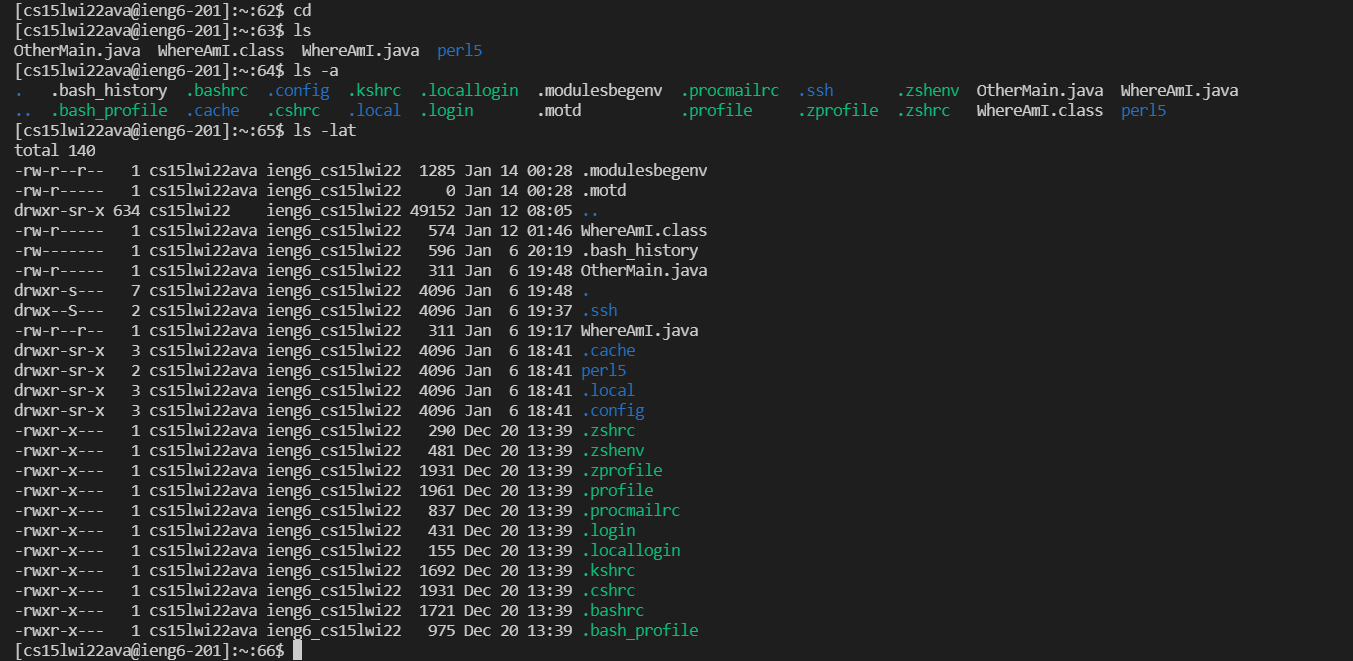 [cs15lwi22ava@ieng6-201]:~:62$ cd
[cs15lwi22ava@ieng6-201]:~:63$ ls
OtherMain.java  WhereAmI.class  WhereAmI.java  perl5
[cs15lwi22ava@ieng6-201]:~:64$ ls -a
.   .bash_history  .bashrc  .config  .kshrc  .locallogin  .modulesbegenv  .procmailrc  .ssh       .zshenv  OtherMain.java  WhereAmI.java
..  .bash_profile  .cache   .cshrc   .local  .login       .motd           .profile     .zprofile  .zshrc   WhereAmI.class  perl5
[cs15lwi22ava@ieng6-201]:~:65$ ls -lat
total 140
-rw-r--r--   1 cs15lwi22ava ieng6_cs15lwi22  1285 Jan 14 00:28 .modulesbegenv
-rw-r-----   1 cs15lwi22ava ieng6_cs15lwi22     0 Jan 14 00:28 .motd
drwxr-sr-x 634 cs15lwi22    ieng6_cs15lwi22 49152 Jan 12 08:05 ..
-rw-r-----   1 cs15lwi22ava ieng6_cs15lwi22   574 Jan 12 01:46 WhereAmI.class
-rw-------   1 cs15lwi22ava ieng6_cs15lwi22   596 Jan  6 20:19 .bash_history
-rw-r-----   1 cs15lwi22ava ieng6_cs15lwi22   311 Jan  6 19:48 OtherMain.java
drwxr-s---   7 cs15lwi22ava ieng6_cs15lwi22  4096 Jan  6 19:48 .
drwx--S---   2 cs15lwi22ava ieng6_cs15lwi22  4096 Jan  6 19:37 .ssh
-rw-r--r--   1 cs15lwi22ava ieng6_cs15lwi22   311 Jan  6 19:17 WhereAmI.java
drwxr-sr-x   3 cs15lwi22ava ieng6_cs15lwi22  4096 Jan  6 18:41 .cache
drwxr-sr-x   2 cs15lwi22ava ieng6_cs15lwi22  4096 Jan  6 18:41 perl5
drwxr-sr-x   3 cs15lwi22ava ieng6_cs15lwi22  4096 Jan  6 18:41 .local
drwxr-sr-x   3 cs15lwi22ava ieng6_cs15lwi22  4096 Jan  6 18:41 .config
-rwxr-x---   1 cs15lwi22ava ieng6_cs15lwi22   290 Dec 20 13:39 .zshrc
-rwxr-x---   1 cs15lwi22ava ieng6_cs15lwi22   481 Dec 20 13:39 .zshenv
-rwxr-x---   1 cs15lwi22ava ieng6_cs15lwi22  1931 Dec 20 13:39 .zprofile
-rwxr-x---   1 cs15lwi22ava ieng6_cs15lwi22  1961 Dec 20 13:39 .profile
-rwxr-x---   1 cs15lwi22ava ieng6_cs15lwi22   837 Dec 20 13:39 .procmailrc
-rwxr-x---   1 cs15lwi22ava ieng6_cs15lwi22   431 Dec 20 13:39 .login
-rwxr-x---   1 cs15lwi22ava ieng6_cs15lwi22   155 Dec 20 13:39 .locallogin
-rwxr-x---   1 cs15lwi22ava ieng6_cs15lwi22  1692 Dec 20 13:39 .kshrc
-rwxr-x---   1 cs15lwi22ava ieng6_cs15lwi22  1931 Dec 20 13:39 .cshrc
-rwxr-x---   1 cs15lwi22ava ieng6_cs15lwi22  1721 Dec 20 13:39 .bashrc
-rwxr-x---   1 cs15lwi22ava ieng6_cs15lwi22   975 Dec 20 13:39 .bash_profile
[cs15lwi22ava@ieng6-201]:~:66$